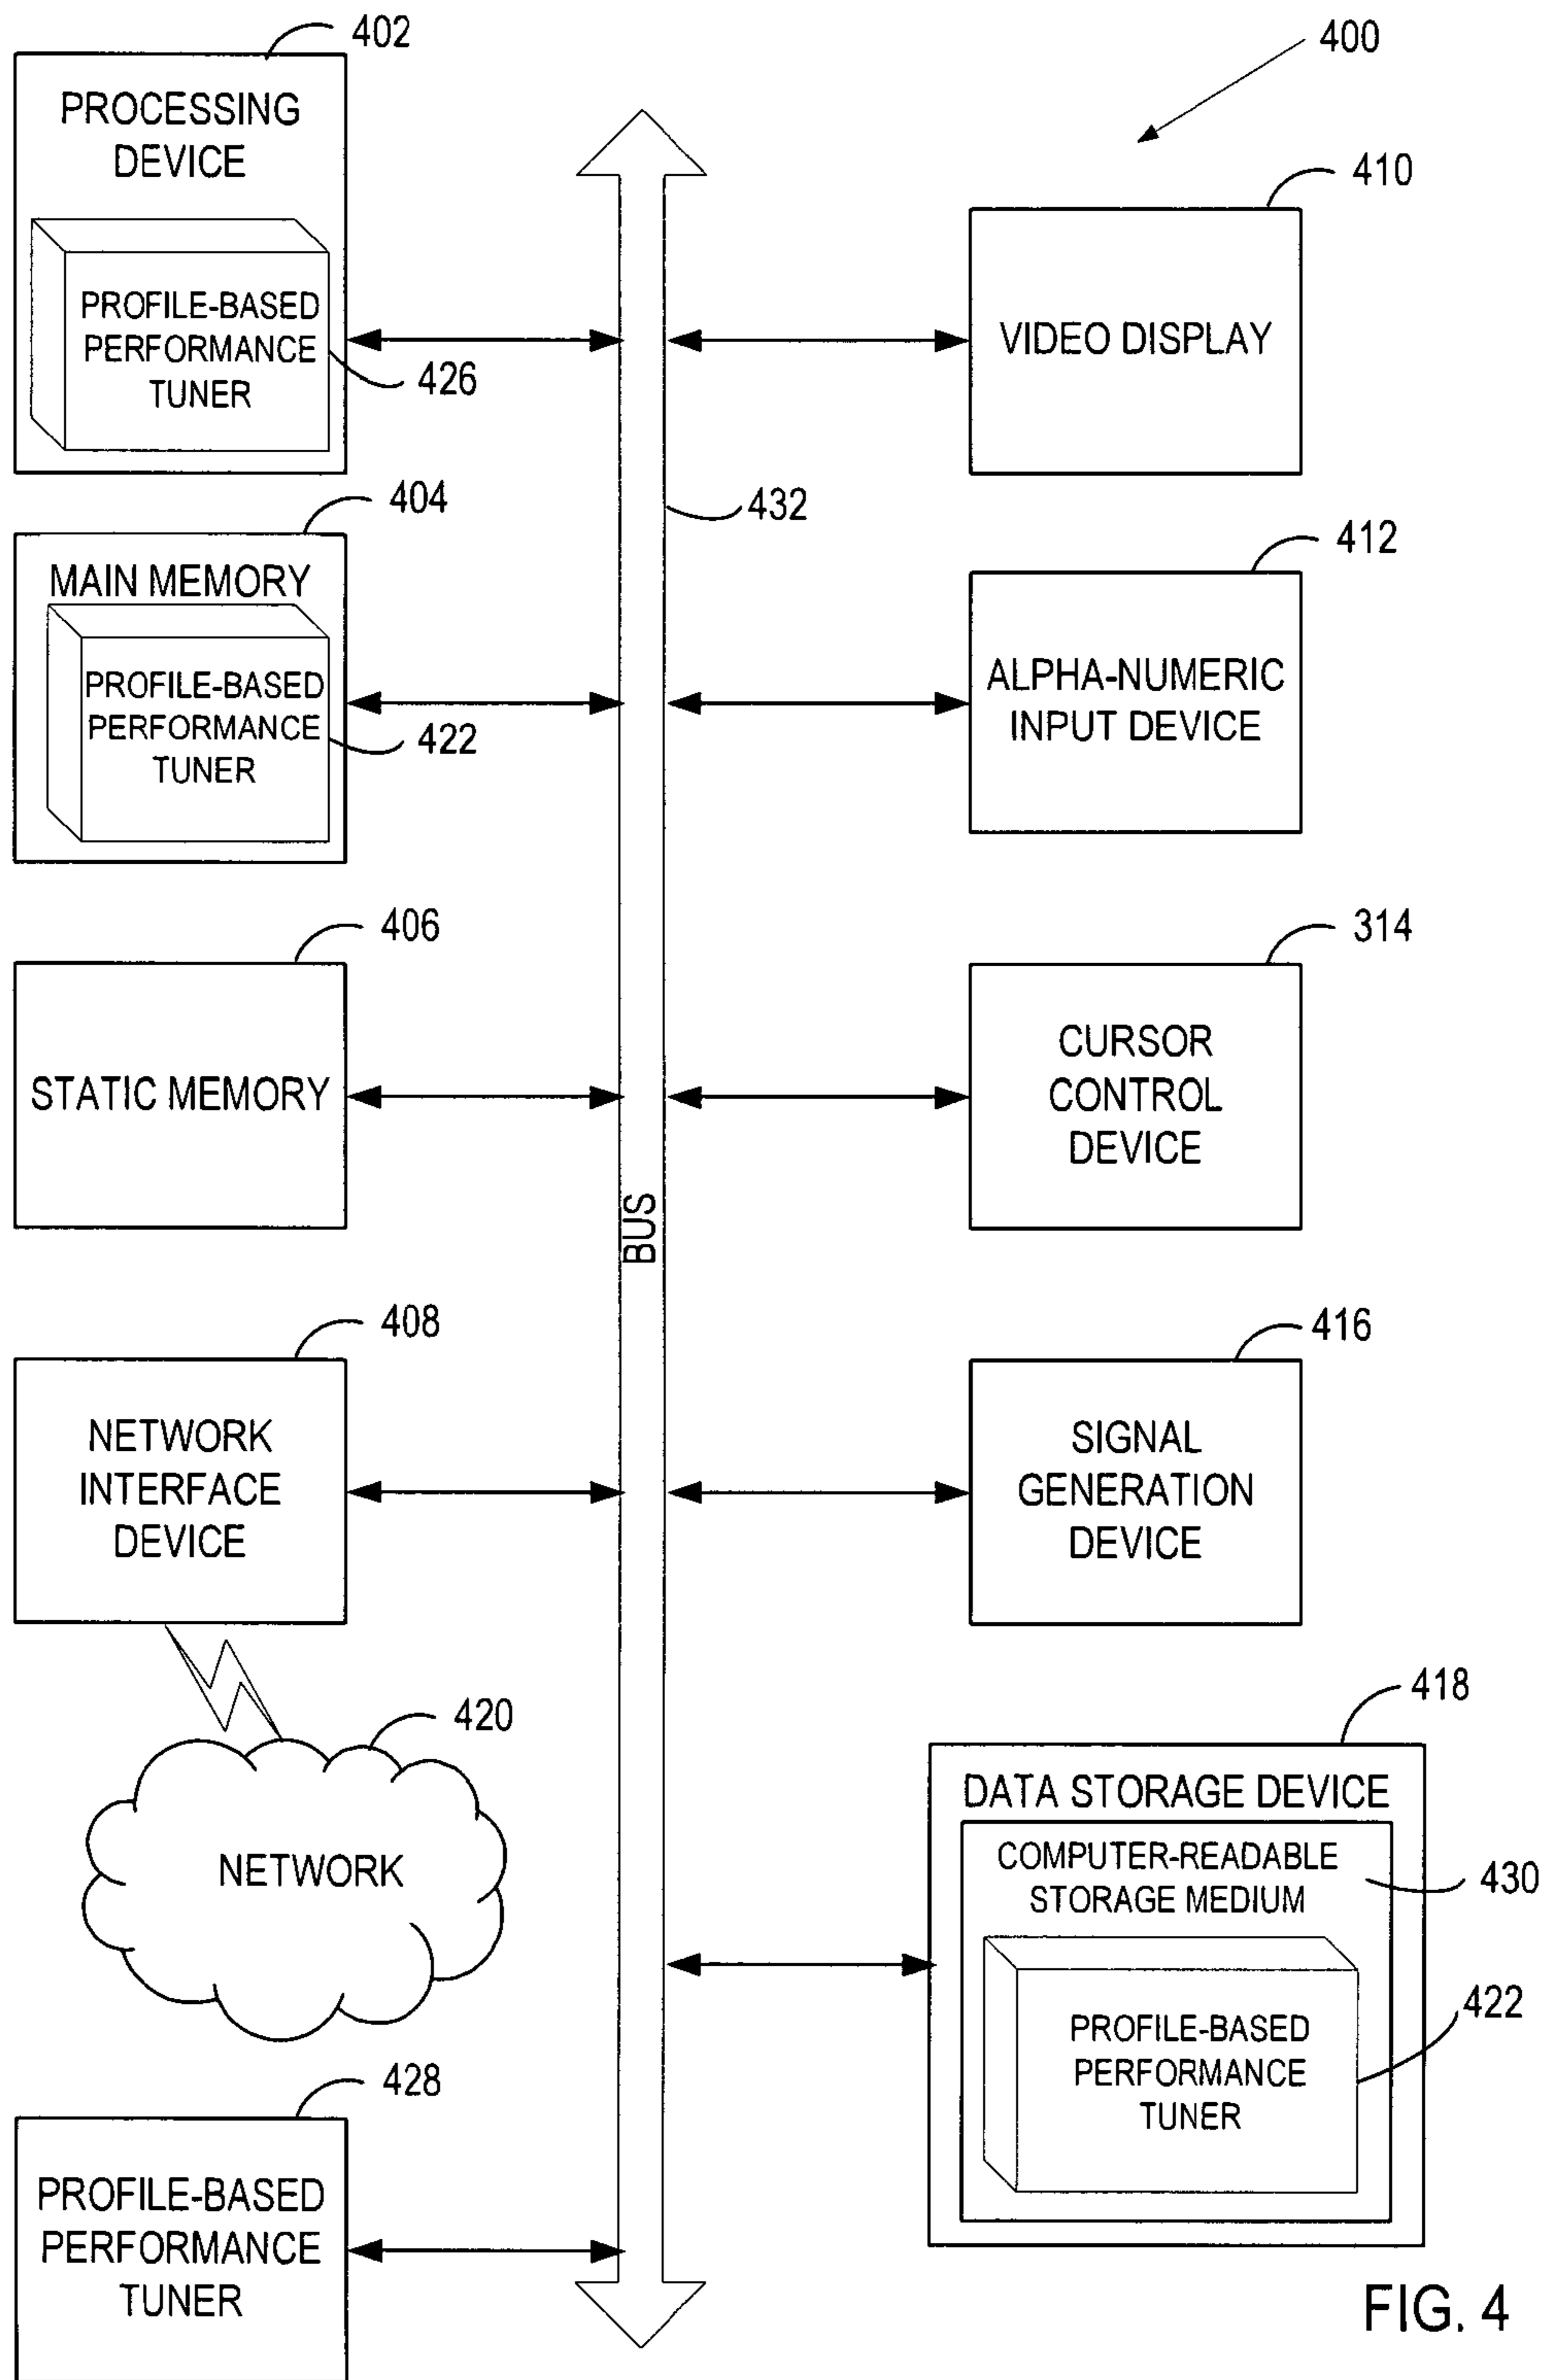 402
PROCESSING
DEVICE
PROFILE-BASED
PERFORMANCE
TUNER
426
404
MAIN MEMORY
PROFILE-BASED
PERFORMANCE
TUNER
422
406
STATIC MEMORY
408
NETWORK
INTERFACE
DEVICE
420
NETWORK
428
PROFILE-BASED
PERFORMANCE
TUNER
432
BUS
400
410
VIDEO DISPLAY
412
ALPHA-NUMERIC
INPUT DEVICE
314
CURSOR
CONTROL
DEVICE
416
SIGNAL
GENERATION
DEVICE
418
DATA STORAGE DEVICE
COMPUTER-READABLE
STORAGE MEDIUM
430
PROFILE-BASED
PERFORMANCE
TUNER
422
FIG. 4